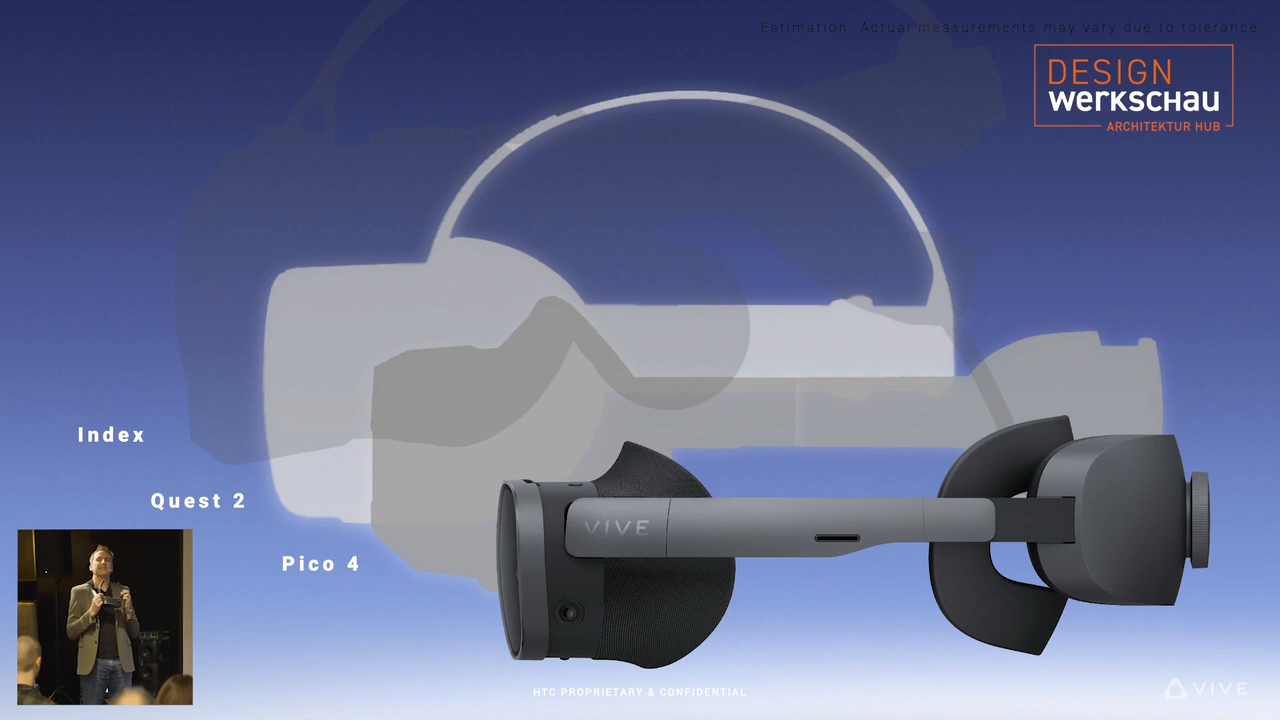 Estimation. Actual measurements may vary due to tolerance
DESIGN
werkschau
ARCHITEKTUR HUB
Index
Quest 2
Pico 4
VIVE
HTC PROPRIETARY & CONFIDENTIAL
VIVE